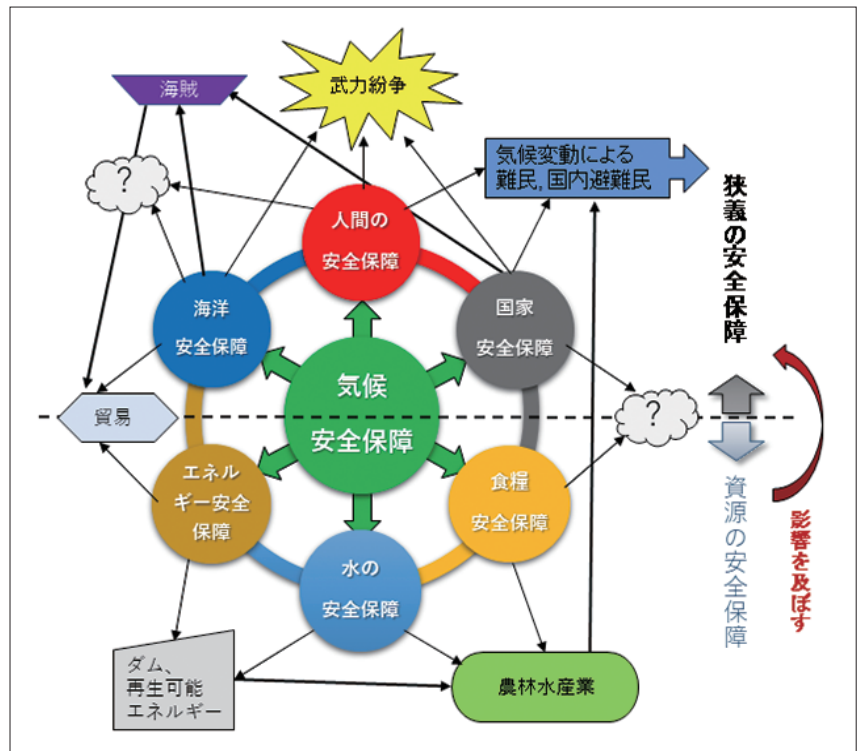 海賊
武力紛争
気候変動による
難民,国内避難民
?
人間の
安全保障
海洋
安全保障
国家
安全保障
狭義の安全保障
気候
安全保障
貿易
?
エネル
ギー安全
保障
食糧
安全保障
資源の安全保障
影響を及ぼす
水の
安全保障
ダム、
再生可能
エネルギー
農林水産業